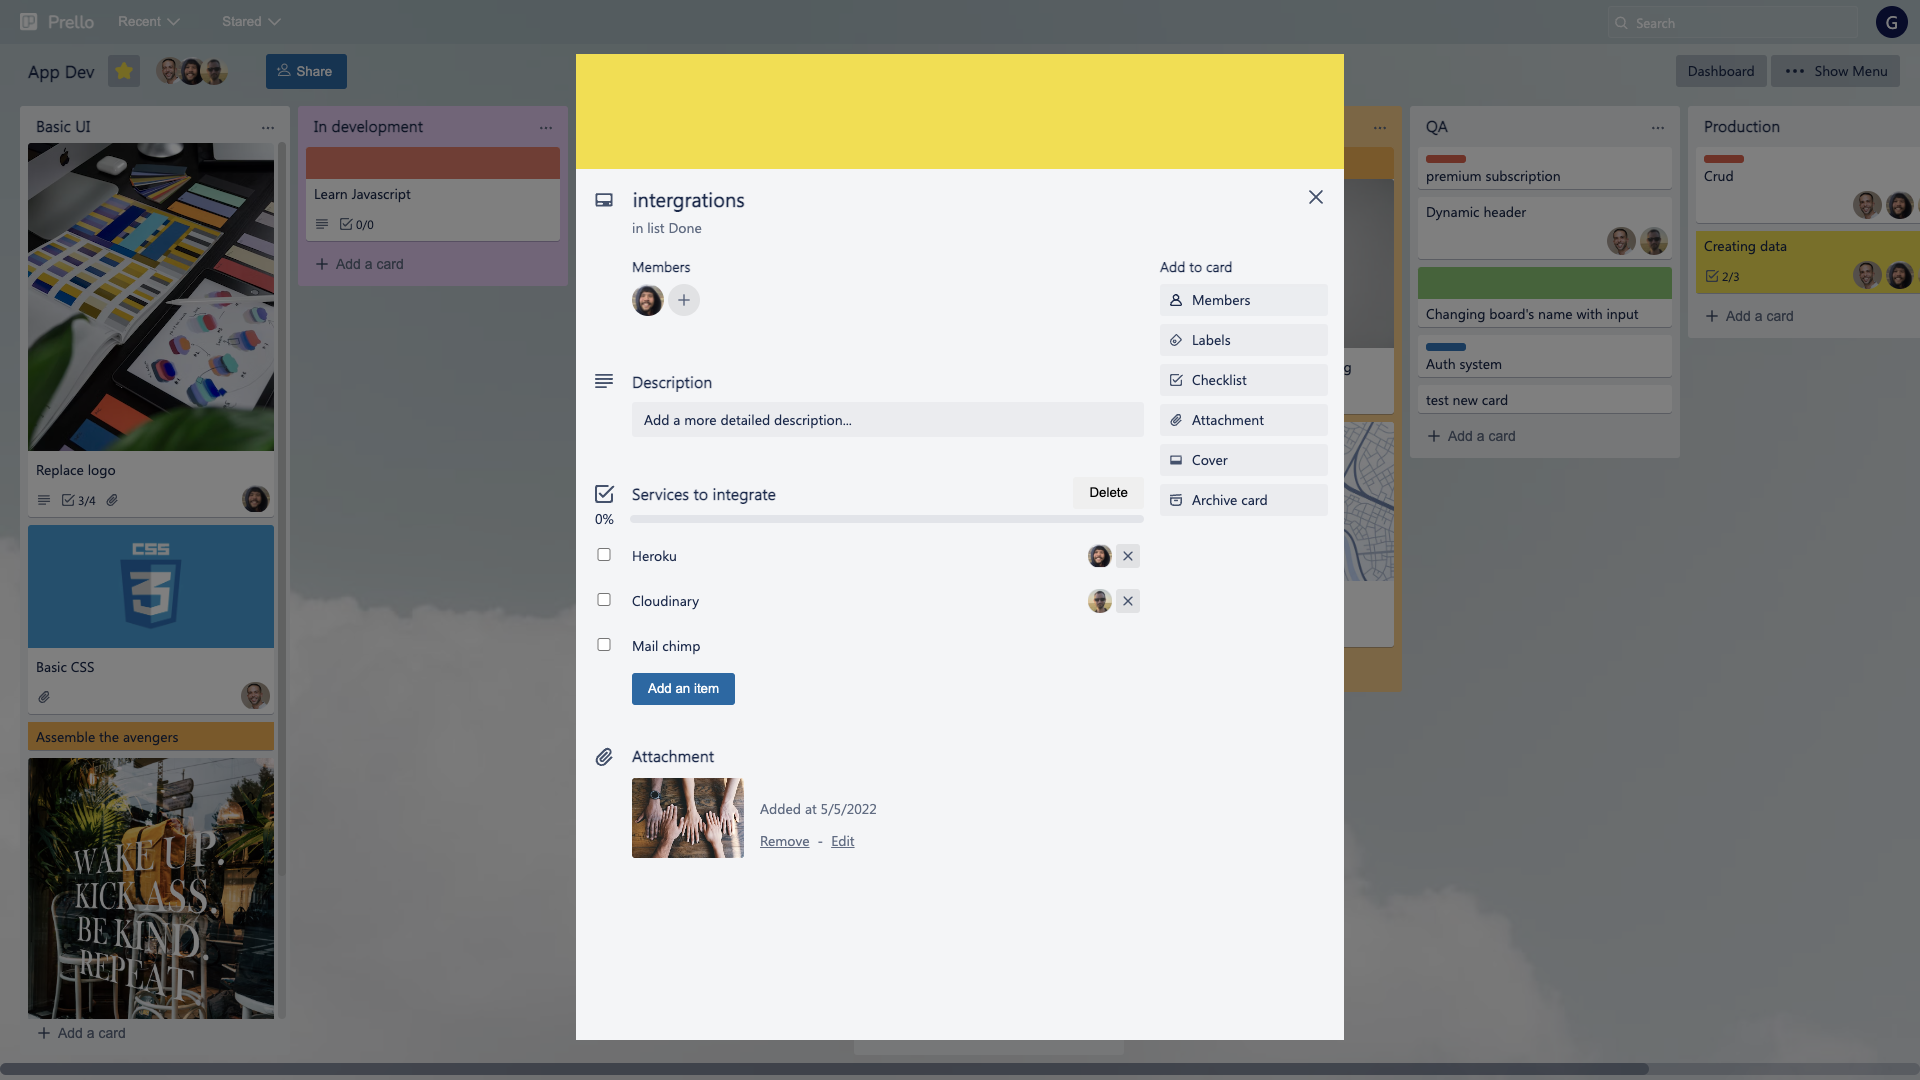 Prello
Recent
Stared
Search
G
App Dev
Share
Dashboard
••• Show Menu
Basic UI
...
Replace logo
3/4
CSS
3
Basic CSS
Assemble the avengers
WAKE UP.
KICK ASS.
BE KIND.
REPEAT
+ Add a card
In development
...
Learn Javascript
0/0
+ Add a card
intergrations
in list Done
Members
+
Description
Add a more detailed description...
Services to integrate
Delete
0%
Heroku
Cloudinary
Mail chimp
Add an item
Attachment
Added at 5/5/2022
Remove - Edit
Add to card
Members
Labels
Checklist
Attachment
Cover
Archive card
...
g
QA
...
premium subscription
Dynamic header
Changing board's name with input
Auth system
test new card
+ Add a card
Production
Crud
Creating data
2/3
+ Add a card